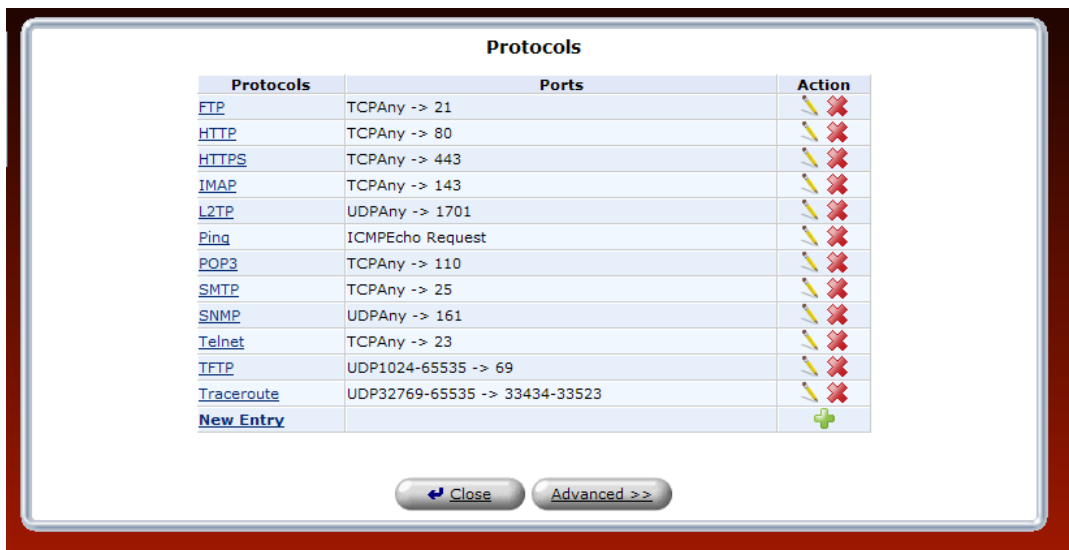 Protocols
Protocols Ports Action
FTP TCPAny -> 21
HTTP TCPAny -> 80
HTTPS TCPAny -> 443
IMAP TCPAny -> 143
L2TP UDPAny -> 1701
Ping ICMPEcho Request
POP3 TCPAny -> 110
SMTP TCPAny -> 25
SNMP UDPAny -> 161
Telnet TCPAny -> 23
TFTP UDP1024-65535 -> 69
Traceroute UDP32769-65535 -> 33434-33523
New Entry
Close Advanced >>